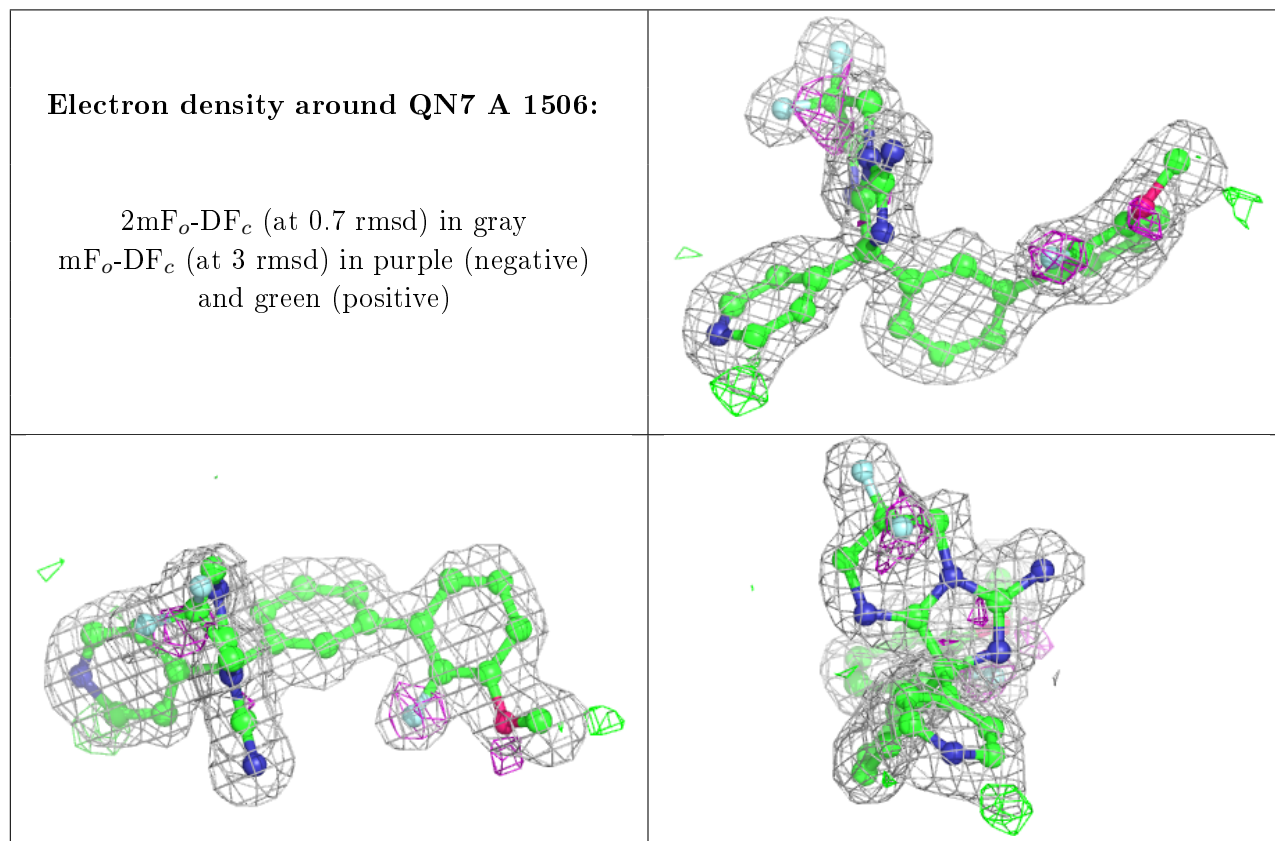 Electron density around QN7 A 1506:
2mFo-DFc (at 0.7 rmsd) in gray
mFo-DFc (at 3 rmsd) in purple (negative)
and green (positive)